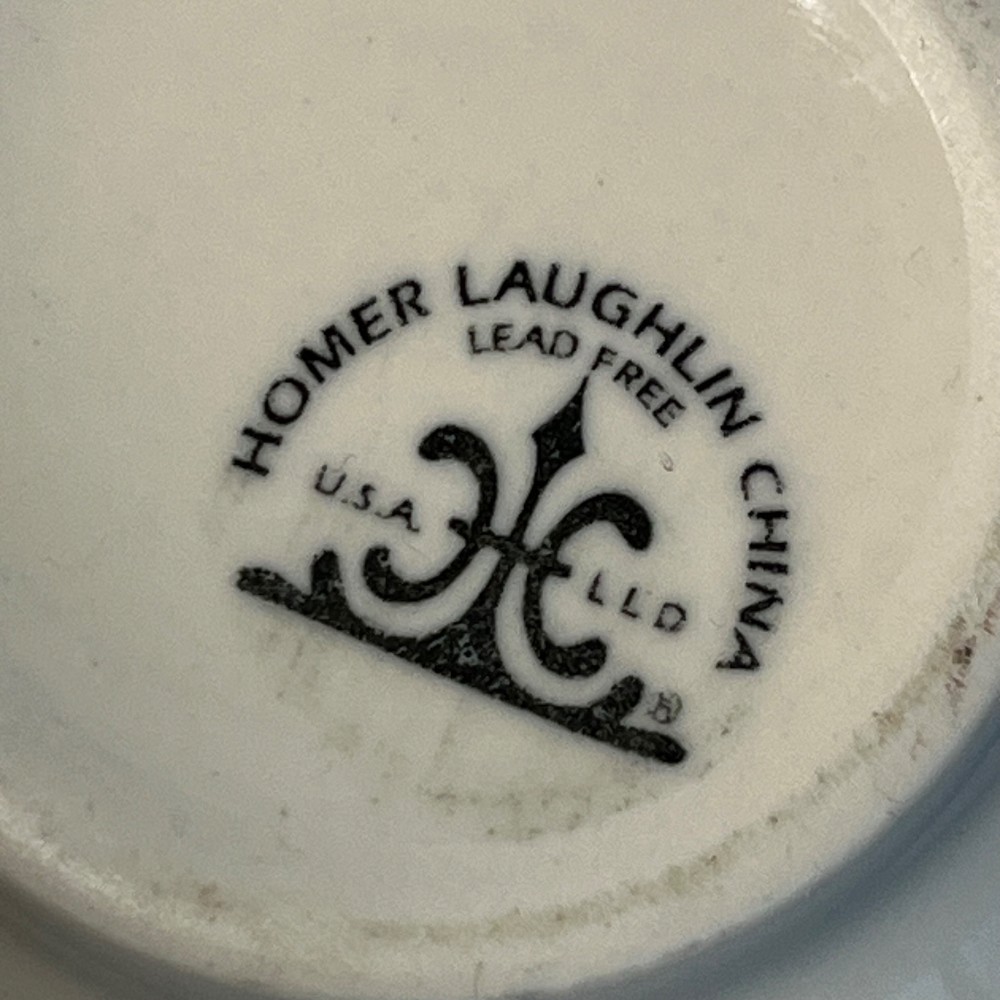 HOMER LAUGHLIN CHINA
LEAD FREE
U.S.A.
LLD
®